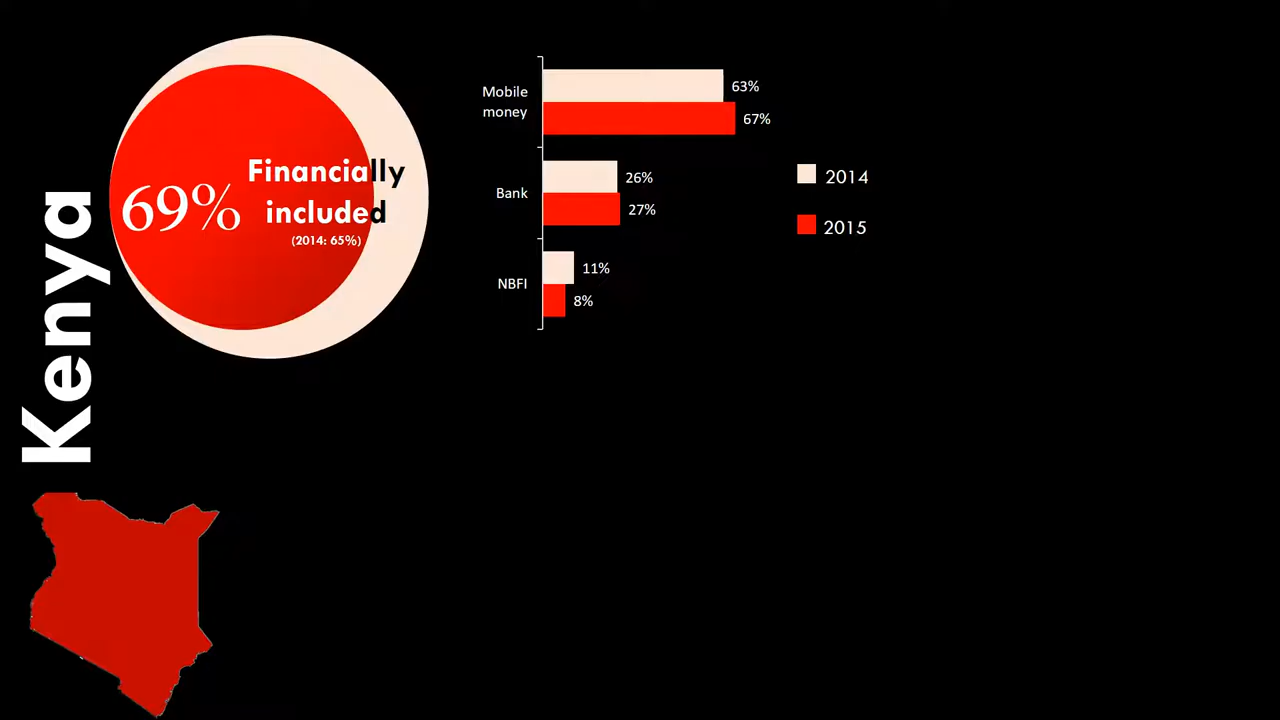 Kenya
69%
Financially
included
(2014: 65%)
Mobile
money
63%
67%
Bank
26%
27%
NBFI
11%
8%
2014
2015